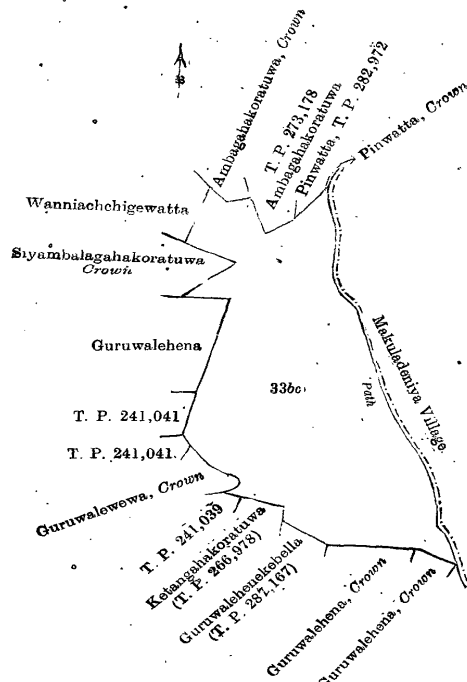 Ambagahakoratuwa, Crown
T. P. 273,178
Ambagahakoratuwa
Pinwatta, T. P. 282,972
Pinwatta, Crown
Wanniachchigewatta
Siyambalagahakoratuwa
Crown
Guruwalehena
33bc
Makuladeniya Village
Path
T. P. 241,041
T. P. 241,041
Guruwalewewa, Crown
T. P. 241,039
Ketangahakoratuwa
(T. P. 266,978)
Guruwalehenekebella
(T. P. 287,167)
Guruwalehena, Crown
Guruwalehena, Crown